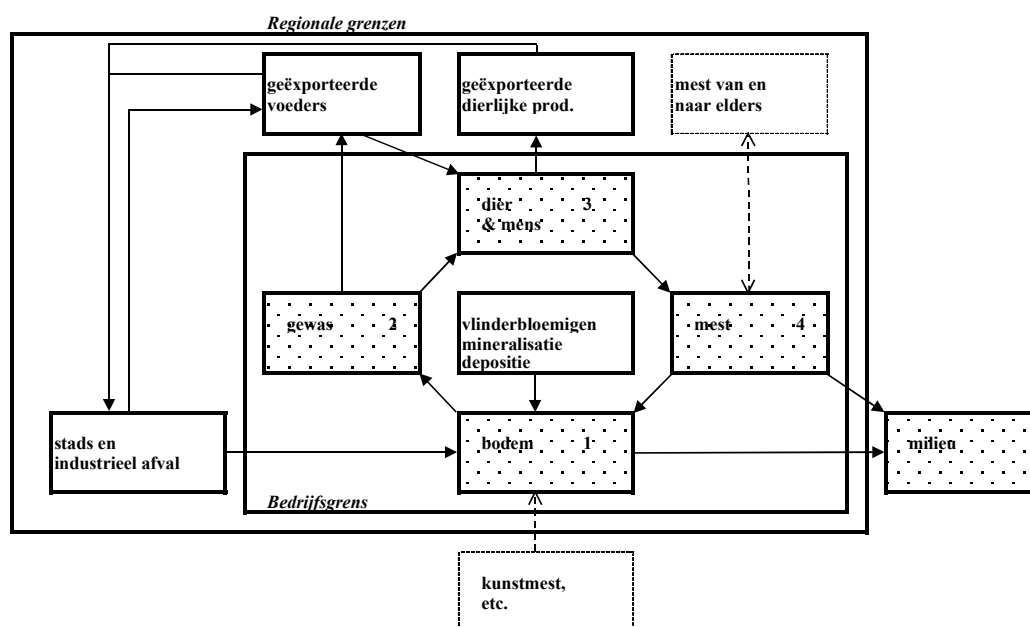 Regionale grenzen
geëxporteerde
voeders
geëxporteerde
dierlijke prod.
mest van en
naar elders
dier 3
& mens
gewas 2
vlinderbloemigen
mineralisatie
depositie
mest 4
stads en
industrieel afval
bodem 1
milieu
Bedrijfsgrens
kunstmest,
etc.